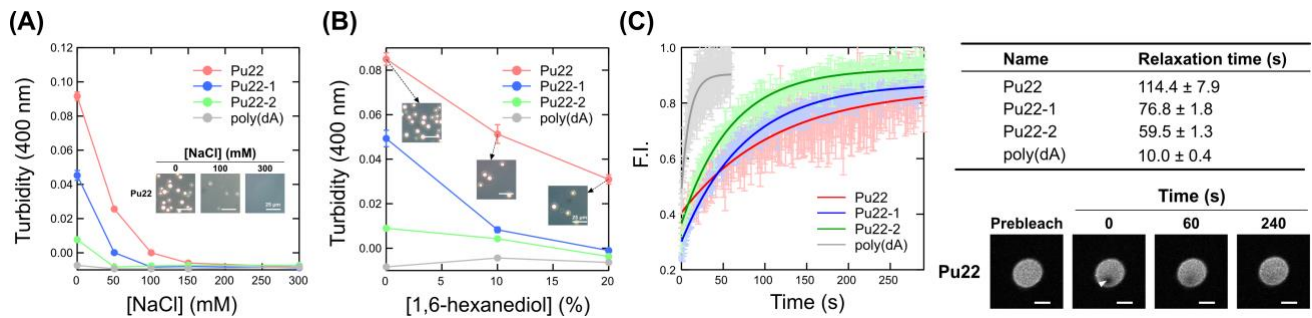 (A)
0.12
0.10
0.08
0.06
0.04
0.02
0.00
Turbidity (400 nm)
Pu22
Pu22-1
Pu22-2
poly(dA)
[NaCl] (mM)
0 100 300
Pu22
25 μm
0 50 100 150 200 250 300
[NaCl] (mM)
(B)
0.08
0.06
0.04
0.02
0.00
Turbidity (400 nm)
Pu22
Pu22-1
Pu22-2
poly(dA)
25 μm
0 5 10 15 20
[1,6-hexanediol] (%)
(C)
1.0
0.8
0.6
0.4
0.2
F.I.
Pu22
Pu22-1
Pu22-2
poly(dA)
0 50 100 150 200 250
Time (s)
Name Relaxation time (s)
Pu22 114.4 ± 7.9
Pu22-1 76.8 ± 1.8
Pu22-2 59.5 ± 1.3
poly(dA) 10.0 ± 0.4
Time (s)
Prebleach 0 60 240
Pu22